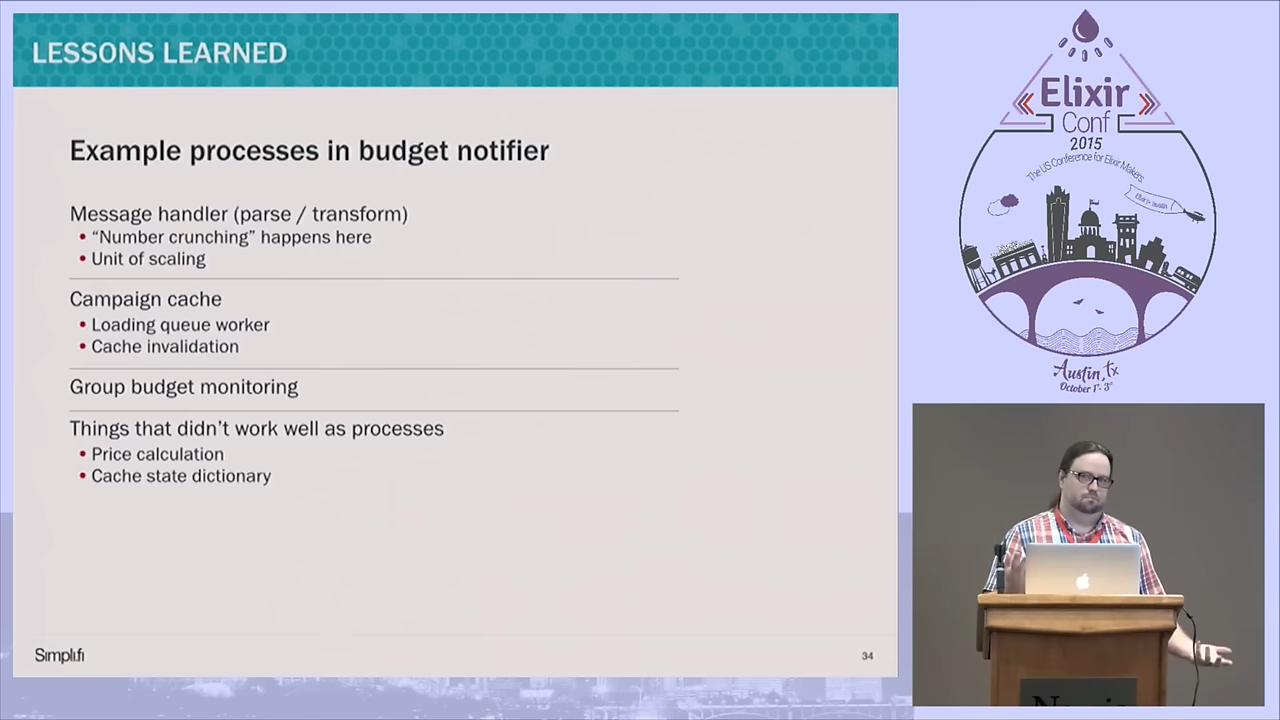 LESSONS LEARNED
Example processes in budget notifier
Message handler (parse / transform)
• “Number crunching” happens here
• Unit of scaling
Campaign cache
• Loading queue worker
• Cache invalidation
Group budget monitoring
Things that didn’t work well as processes
• Price calculation
• Cache state dictionary
Simpli.fi
34
Elixir
Conf
2015
The US Conference for Elixir Makers
Austin, tx
October 1st - 3rd